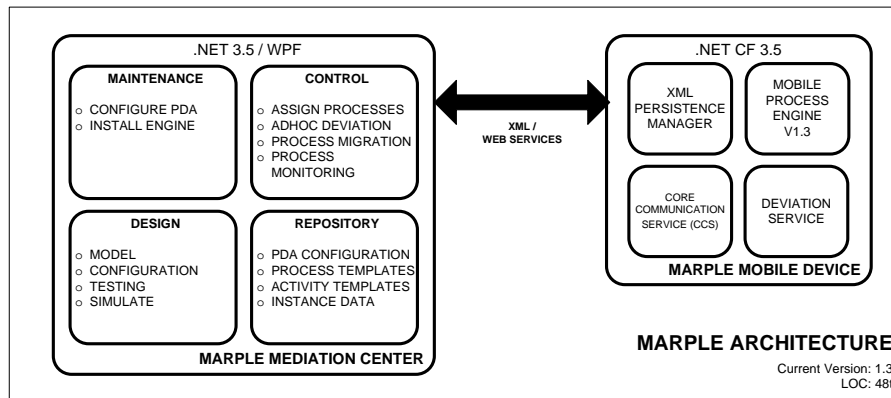 .NET 3.5 / WPF
MAINTENANCE
o CONFIGURE PDA
o INSTALL ENGINE
CONTROL
o ASSIGN PROCESSES
o ADHOC DEVIATION
o PROCESS MIGRATION
o PROCESS
MONITORING
DESIGN
o MODEL
o CONFIGURATION
o TESTING
o SIMULATE
REPOSITORY
o PDA CONFIGURATION
o PROCESS TEMPLATES
o ACTIVITY TEMPLATES
o INSTANCE DATA
MARPLE MEDIATION CENTER
XML /
WEB SERVICES
.NET CF 3.5
XML
PERSISTENCE
MANAGER
MOBILE
PROCESS
ENGINE
V1.3
CORE
COMMUNICATION
SERVICE (CCS)
DEVIATION
SERVICE
MARPLE MOBILE DEVICE
MARPLE ARCHITECTURE
Current Version: 1.3
LOC: